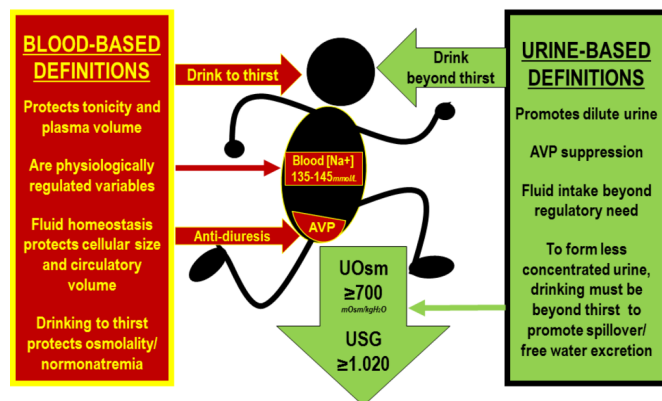 BLOOD-BASED
DEFINITIONS
Protects tonicity and
plasma volume
Are physiologically
regulated variables
Fluid homeostasis
protects cellular size
and circulatory
volume
Drinking to thirst
protects osmolality/
normonatremia
Drink to thirst
Anti-diuresis
Blood [Na+]
135-145mmol/L
AVP
UOsm
≥700
mOsm/kgH₂O
USG
≥1.020
Drink
beyond thirst
URINE-BASED
DEFINITIONS
Promotes dilute urine
AVP suppression
Fluid intake beyond
regulatory need
To form less
concentrated urine,
drinking must be
beyond thirst to
promote spillover/
free water excretion